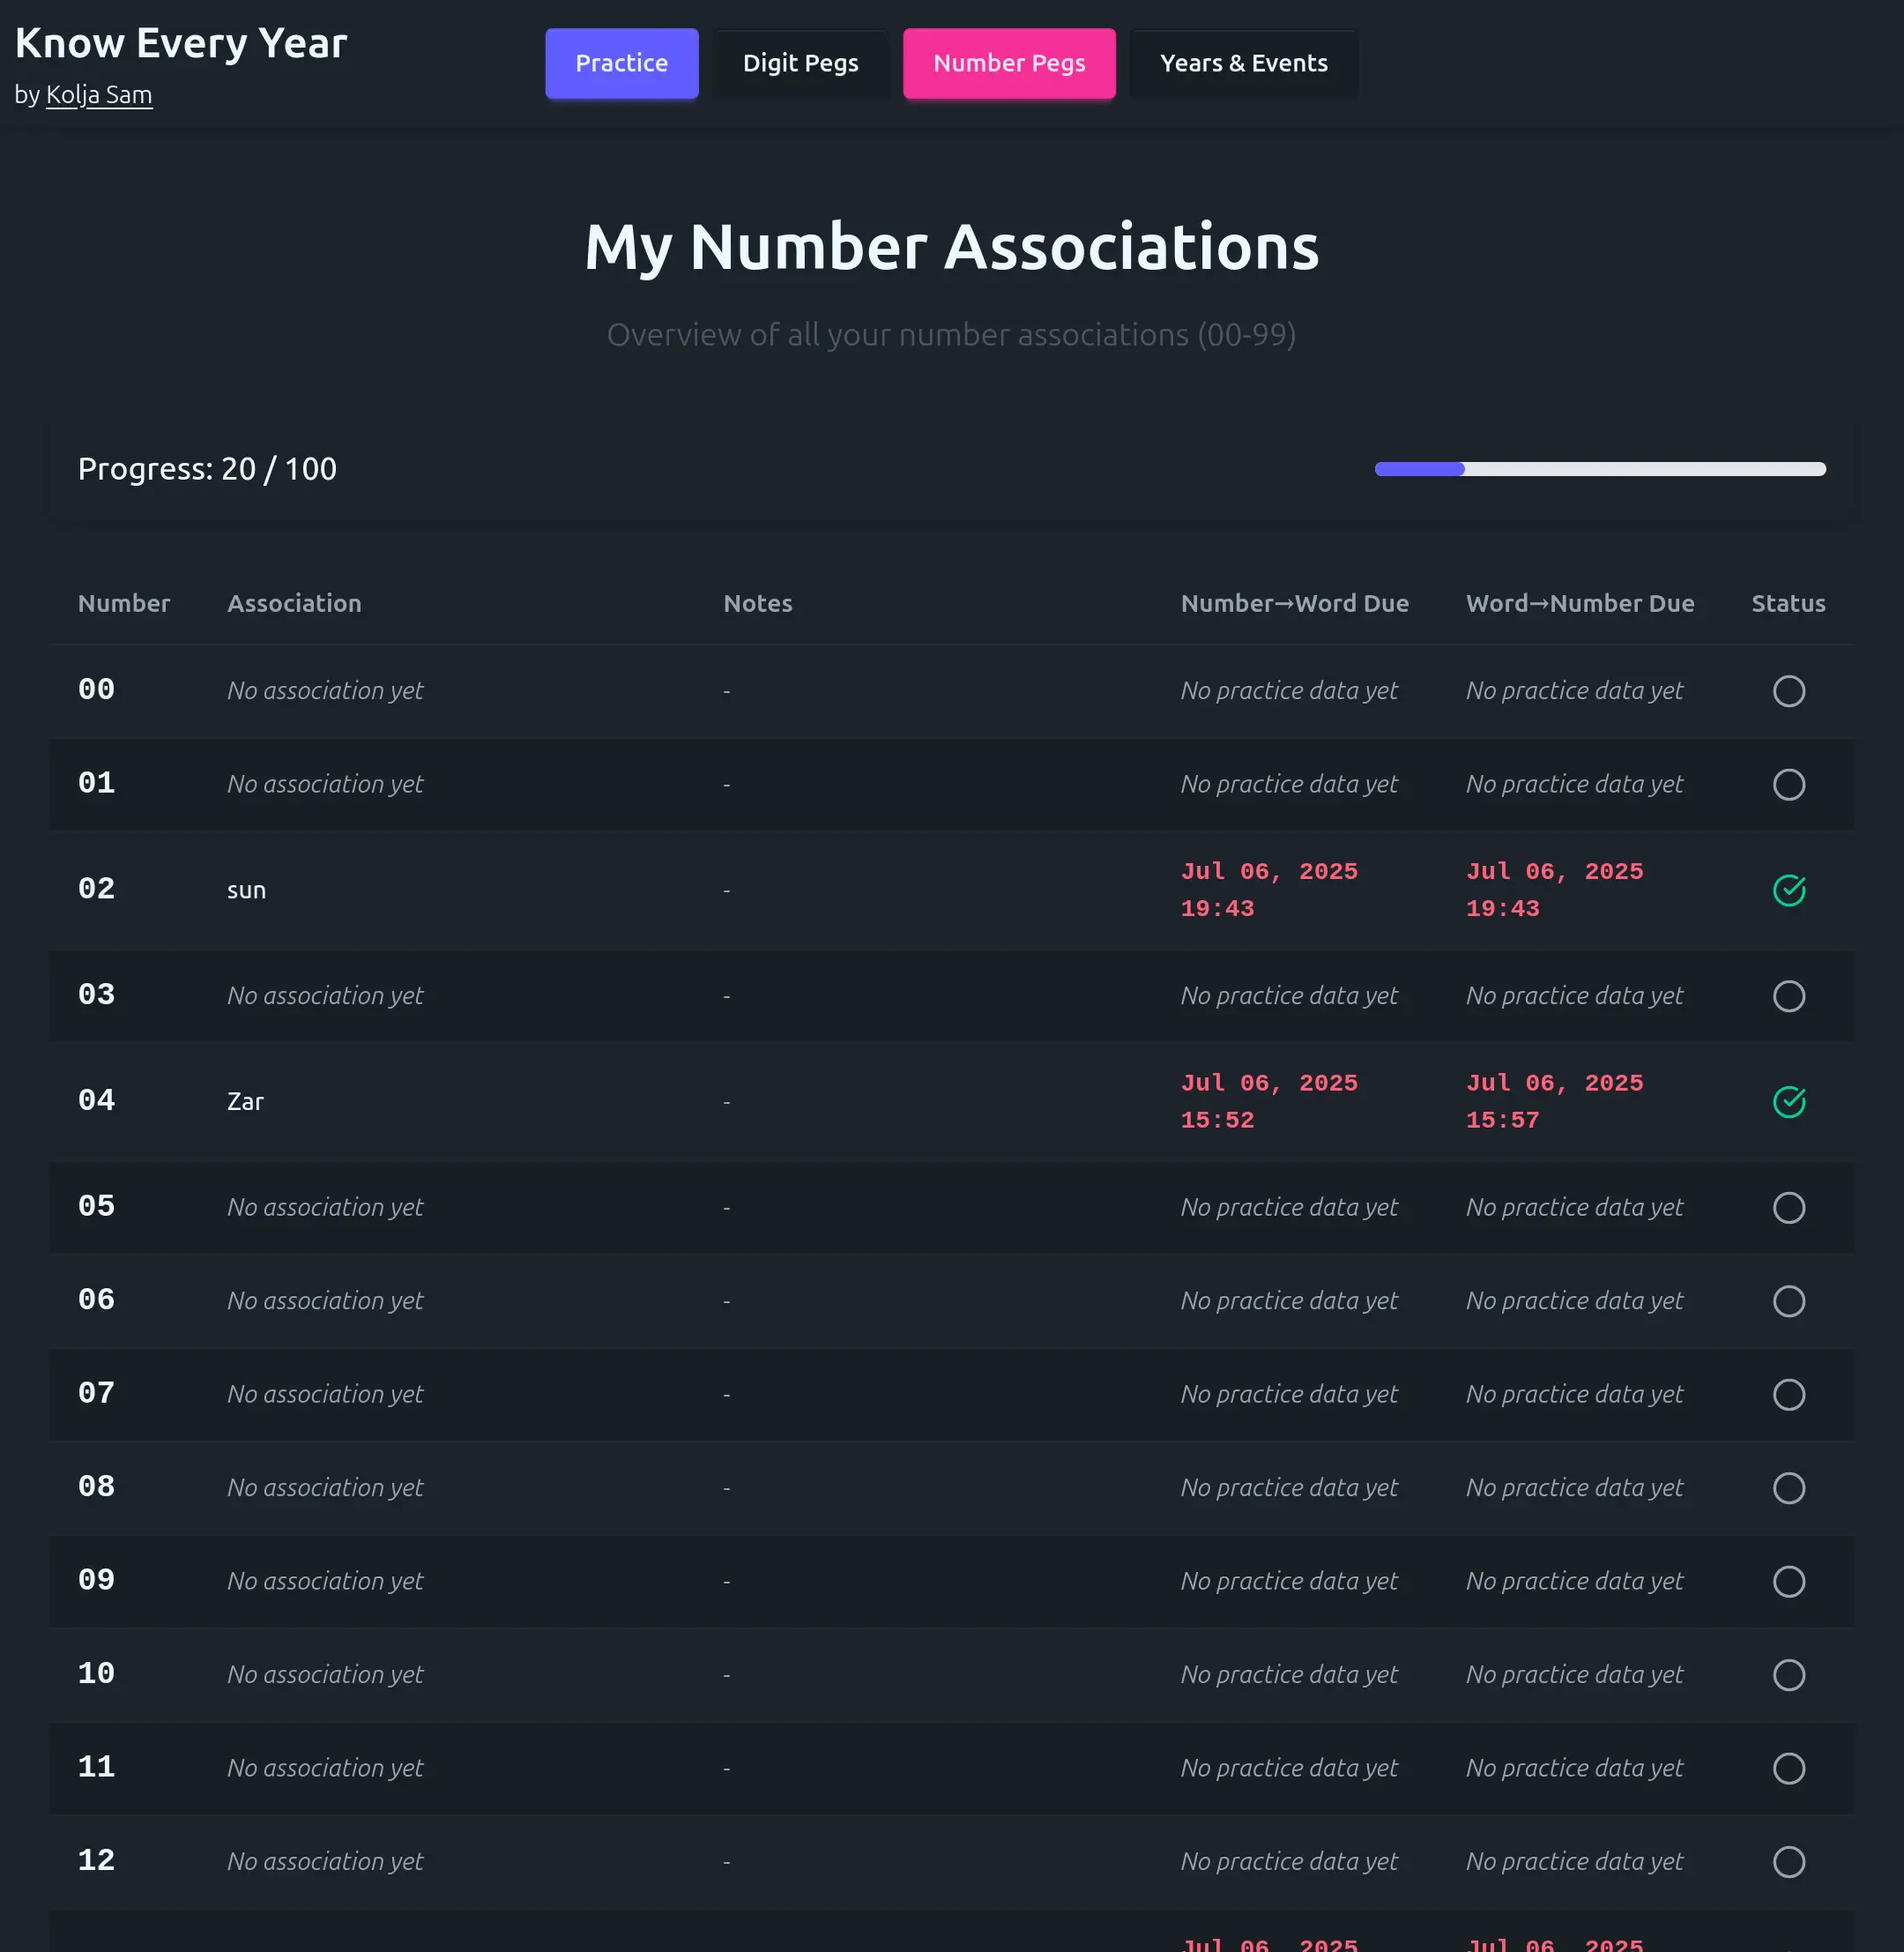 Know Every Year
by Kolja Sam
Practice
Digit Pegs
Number Pegs
Years & Events
My Number Associations
Overview of all your number associations (00-99)
Progress: 20 / 100
Number Association Notes Number→Word Due Word→Number Due Status
00 No association yet - No practice data yet No practice data yet
01 No association yet - No practice data yet No practice data yet
02 sun - Jul 06, 2025 19:43 Jul 06, 2025 19:43
03 No association yet - No practice data yet No practice data yet
04 Zar - Jul 06, 2025 15:52 Jul 06, 2025 15:57
05 No association yet - No practice data yet No practice data yet
06 No association yet - No practice data yet No practice data yet
07 No association yet - No practice data yet No practice data yet
08 No association yet - No practice data yet No practice data yet
09 No association yet - No practice data yet No practice data yet
10 No association yet - No practice data yet No practice data yet
11 No association yet - No practice data yet No practice data yet
12 No association yet - No practice data yet No practice data yet
Jul 06, 2025 Jul 06, 2025